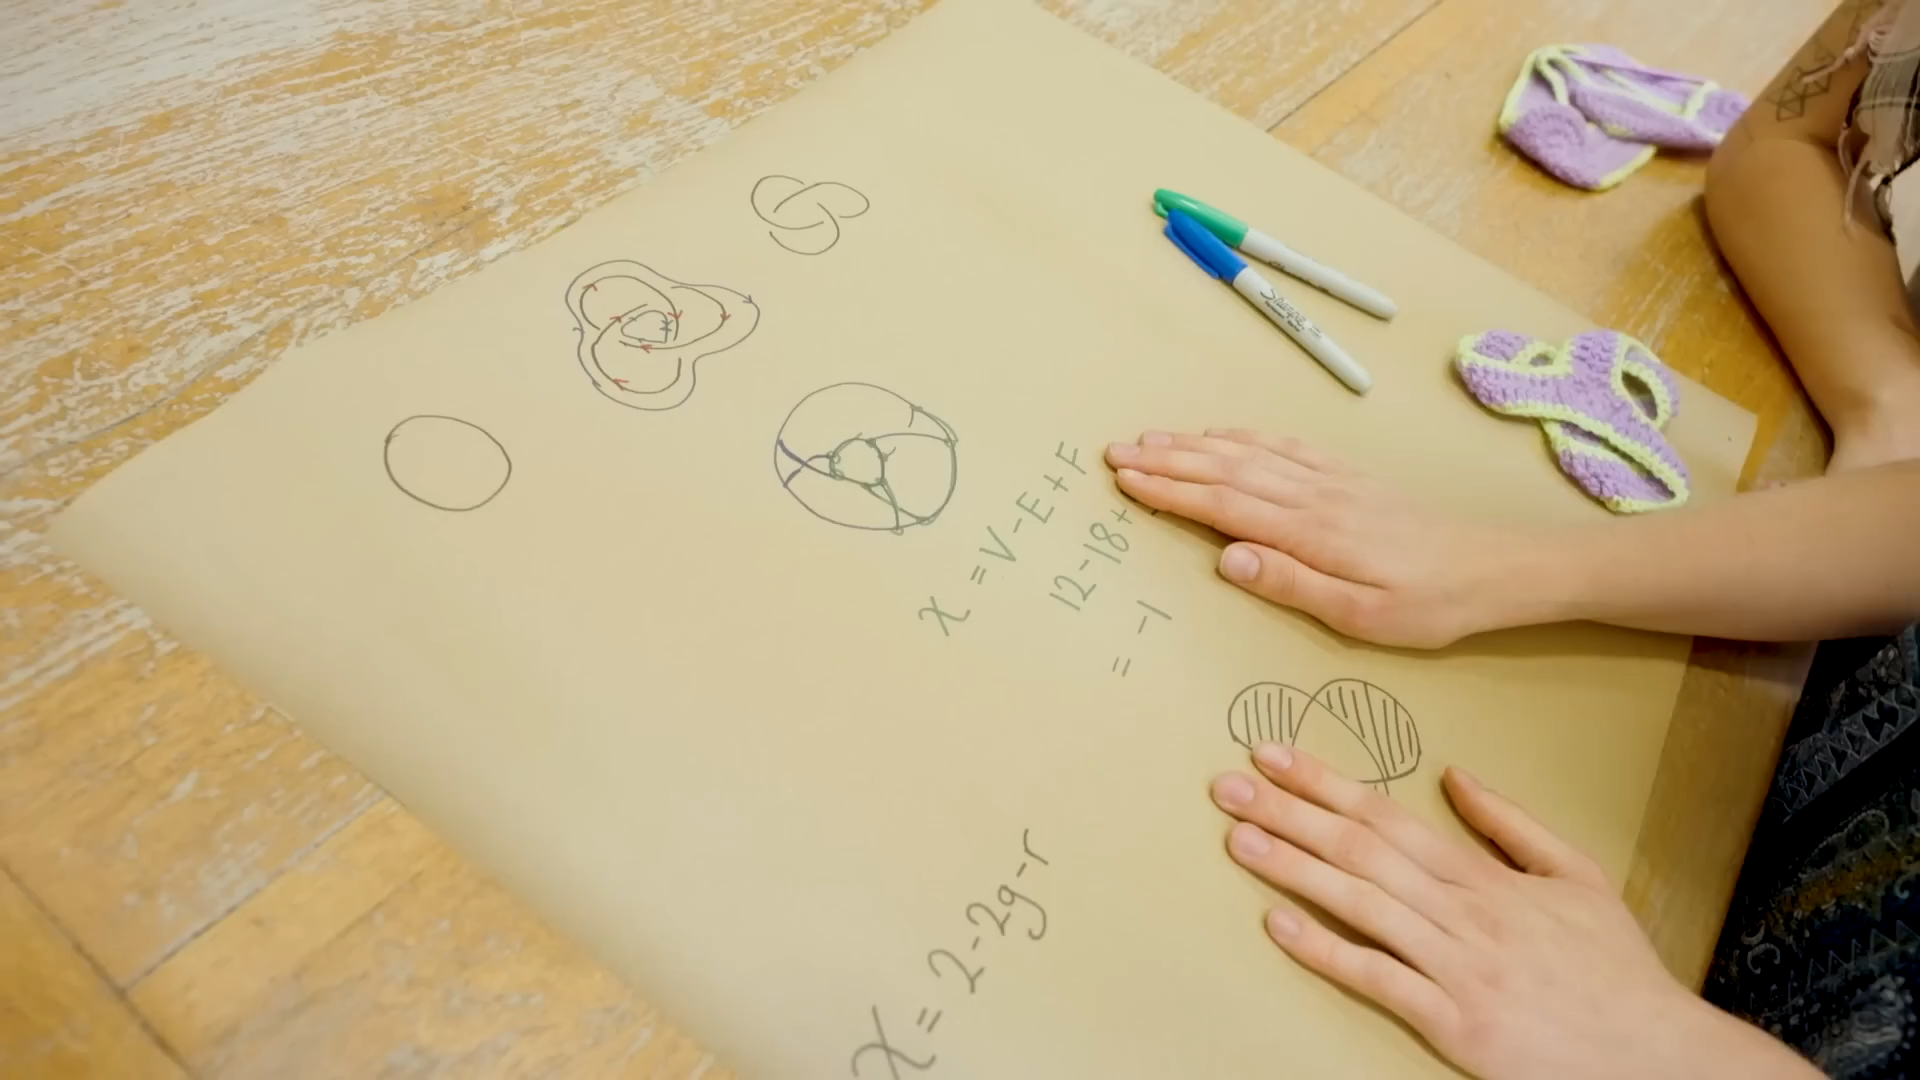 χ = V - E + F
12 - 18 +
= -1
χ = 2 - 2g - r
Sharpie